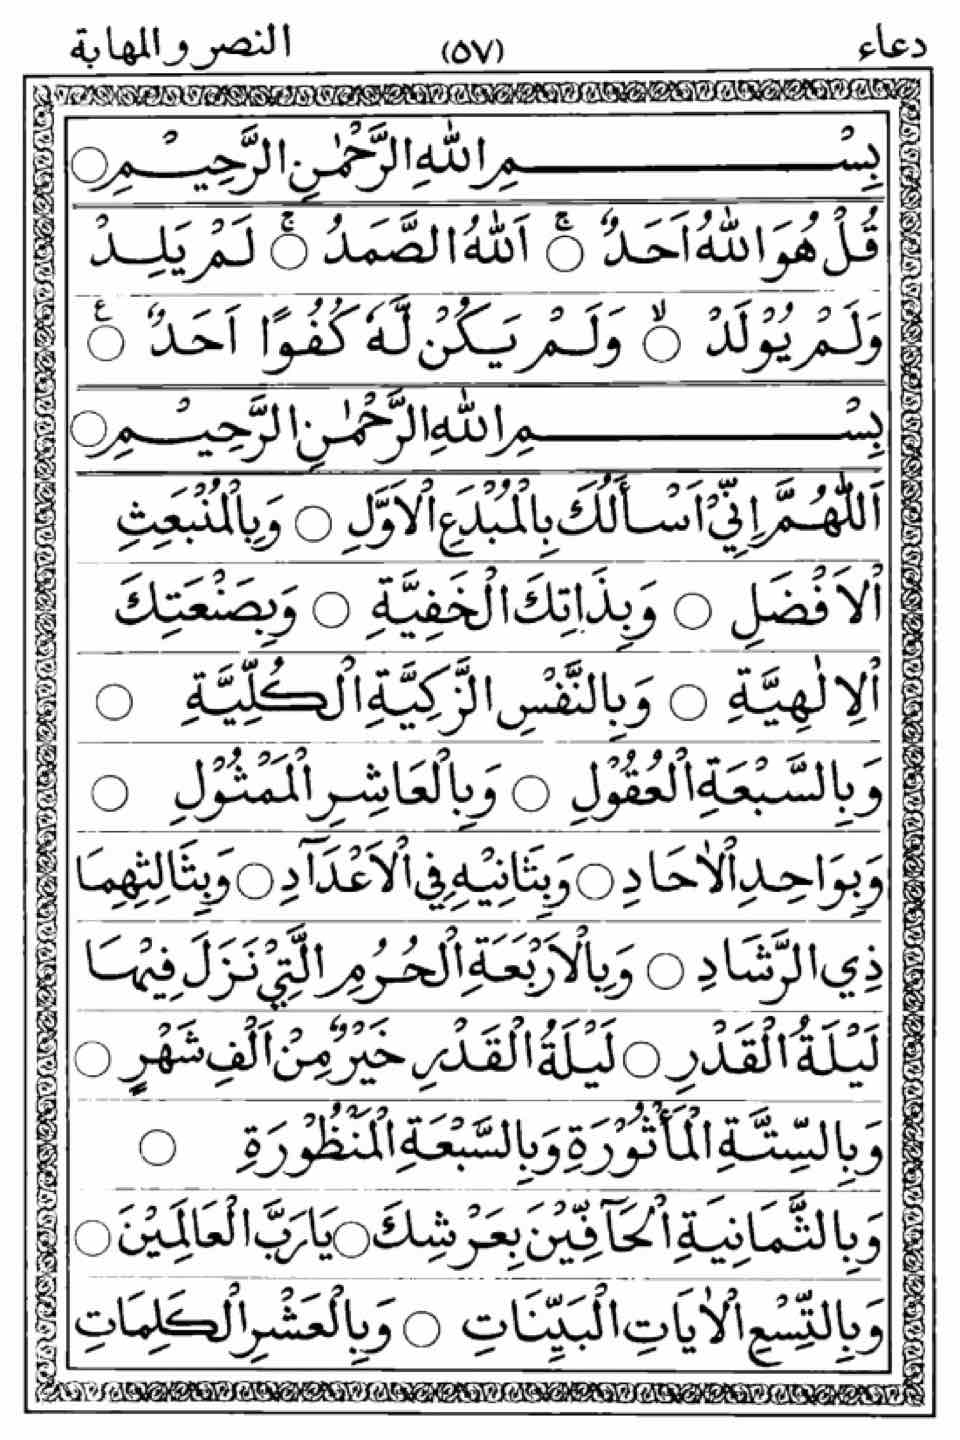 دعاء (٥٧) النصر والمهابة
بِسْمِ اللّٰهِ الرَّحْمٰنِ الرَّحِيْمِ ○
قُلْ هُوَ اللّٰهُ اَحَدٌ ۚ○ اَللّٰهُ الصَّمَدُ ۚ○ لَمْ يَلِدْ
وَلَمْ يُوْلَدْ ۙ○ وَلَمْ يَكُنْ لَّهٗ كُفُوًا اَحَدٌ ○ع
بِسْمِ اللّٰهِ الرَّحْمٰنِ الرَّحِيْمِ ○
اَللّٰهُمَّ اِنِّيْ اَسْأَلُكَ بِالْمُبْدَعِ الْاَوَّلِ ○ وَبِالْمُنْبَعِثِ
الْاَفْضَلِ ○ وَبِذَاتِكَ الْخَفِيَّةِ ○ وَبِصَنْعَتِكَ
الْاِلٰهِيَّةِ ○ وَبِالنَّفْسِ الزَّكِيَّةِ الْكُلِّيَّةِ ○
وَبِالسَّبْعَةِ الْعُقُوْلِ ○ وَبِالْعَاشِرِ الْمَمْثُوْلِ ○
وَبِوَاحِدِ الْاٰحَادِ ○ وَبِثَانِيْهِ فِي الْاَعْدَآدِ ○ وَبِثَالِثِهِمَا
ذِي الرَّشَادِ ○ وَبِالْاَرْبَعَةِ الْحُرُمِ الَّتِيْ نَزَلَ فِيْهَا
لَيْلَةُ الْقَدْرِ ○ لَيْلَةُ الْقَدْرِ خَيْرٌ مِنْ اَلْفِ شَهْرٍ ○
وَبِالسِّتَّةِ الْمَأْثُوْرَةِ وَبِالسَّبْعَةِ الْمَنْظُوْرَةِ ○
وَبِالثَّمَانِيَةِ الْحَآفِّيْنَ بِعَرْشِكَ ○ يَارَبَّ الْعَالَمِيْنَ ○
وَبِالتِّسْعِ الْاٰيَاتِ الْبَيِّنَاتِ ○ وَبِالْعَشْرِ الْكَلِمَاتِ